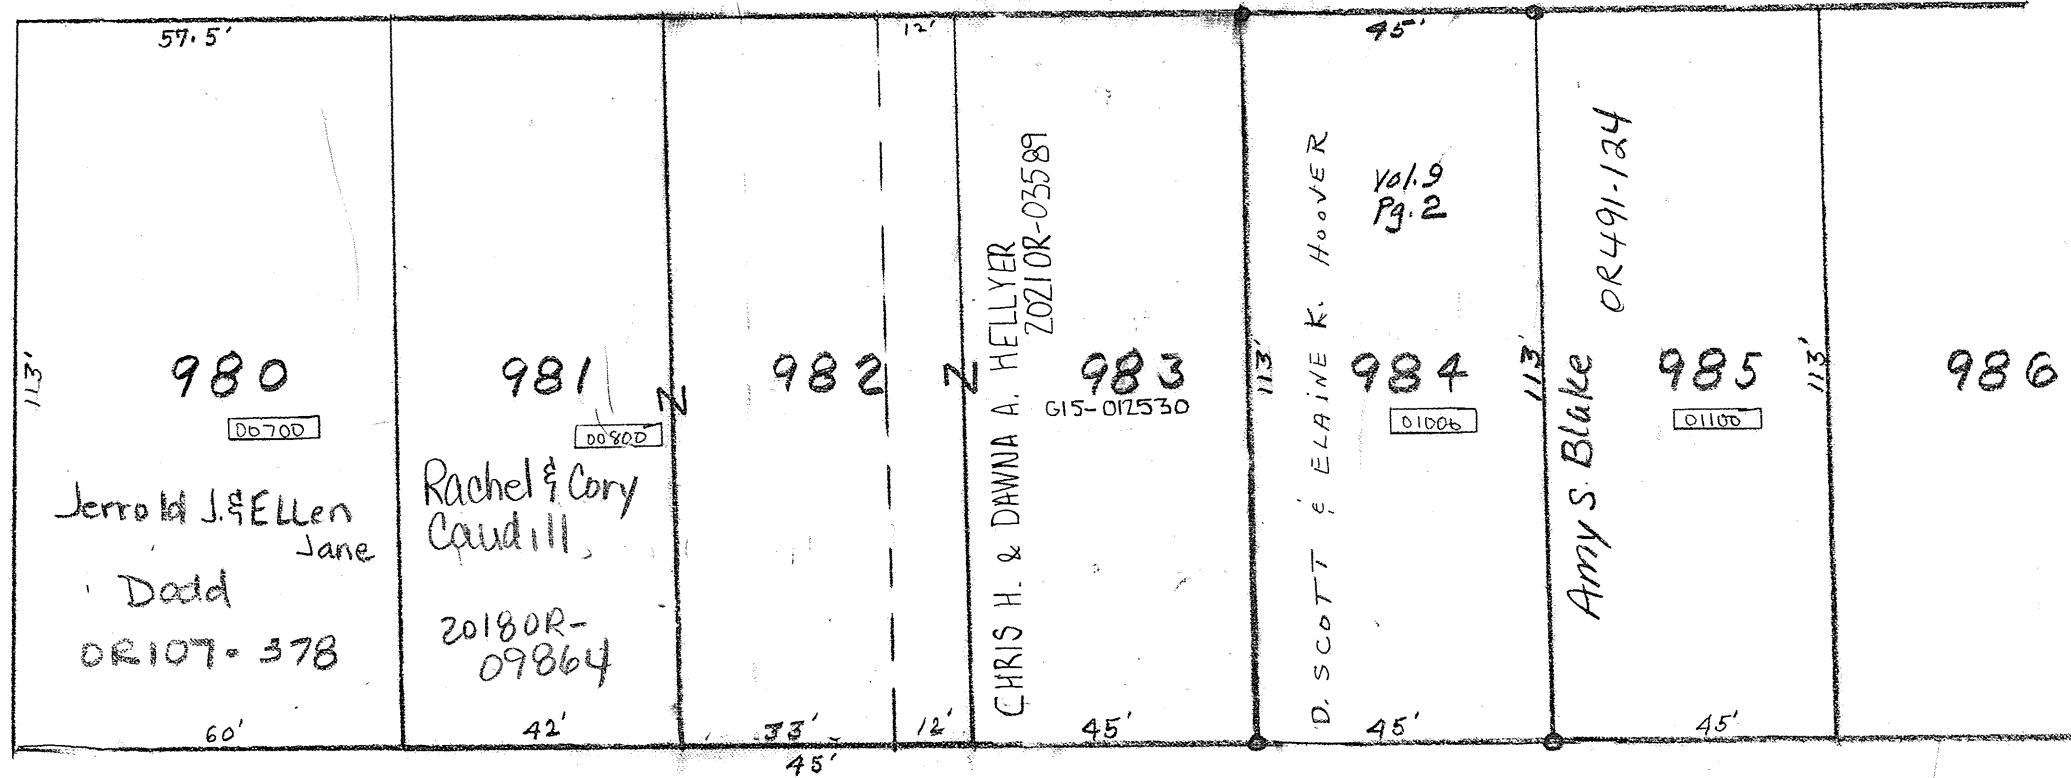 57.5'
12'
45'
113'
980
00700
Jerrold J. & Ellen
Jane
Dodd
OR107-378
60'
981
00800
Rachel & Cory
Caudill
2018OR-
09864
42'
Z
982
33'
12'
45'
Z
CHRIS H. & DAWNA A. HELLYER
2021OR-03589
983
G15-012530
45'
113'
D. SCOTT & ELAINE K. HOOVER
Vol.9
Pg.2
984
01006
45'
113'
Amy S. Blake
OR491-124
985
01100
45'
113'
986